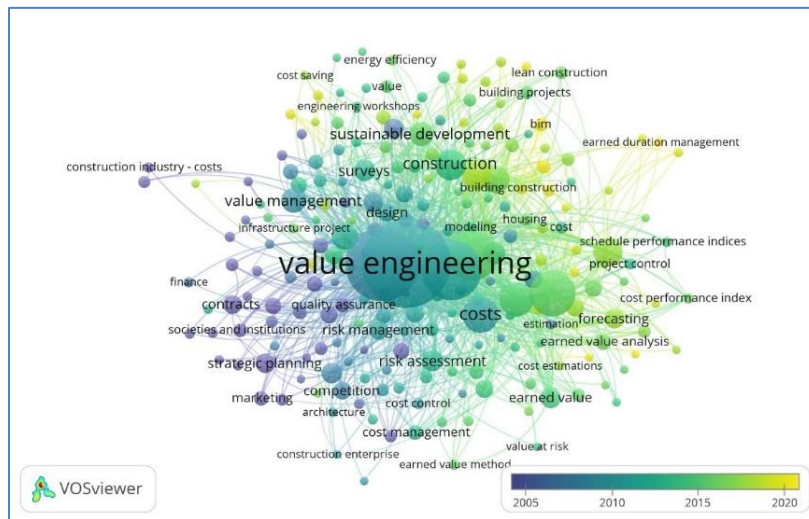 energy efficiency
cost saving
value
lean construction
engineering workshops
building projects
sustainable development
bim
earned duration management
construction industry - costs
surveys
construction
building construction
value management
design
infrastructure project
modeling
housing
cost
schedule performance indices
value engineering
project control
finance
contracts
quality assurance
costs
cost performance index
societies and institutions
risk management
estimation
forecasting
strategic planning
risk assessment
earned value analysis
cost estimations
marketing
competition
architecture
cost control
earned value
cost management
construction enterprise
value at risk
earned value method
VOSviewer
2005 2010 2015 2020